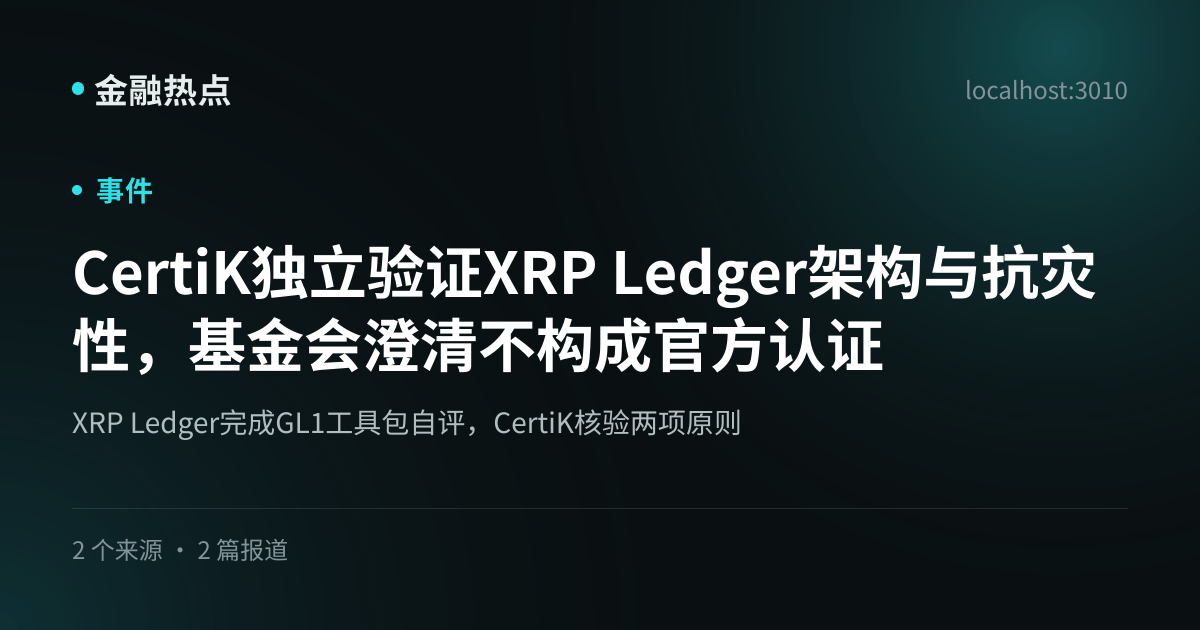 金融热点
localhost:3010
事件
CertiK独立验证XRP Ledger架构与抗灾
性，基金会澄清不构成官方认证
XRP Ledger完成GL1工具包自评，CertiK核验两项原则
2 个来源 · 2 篇报道